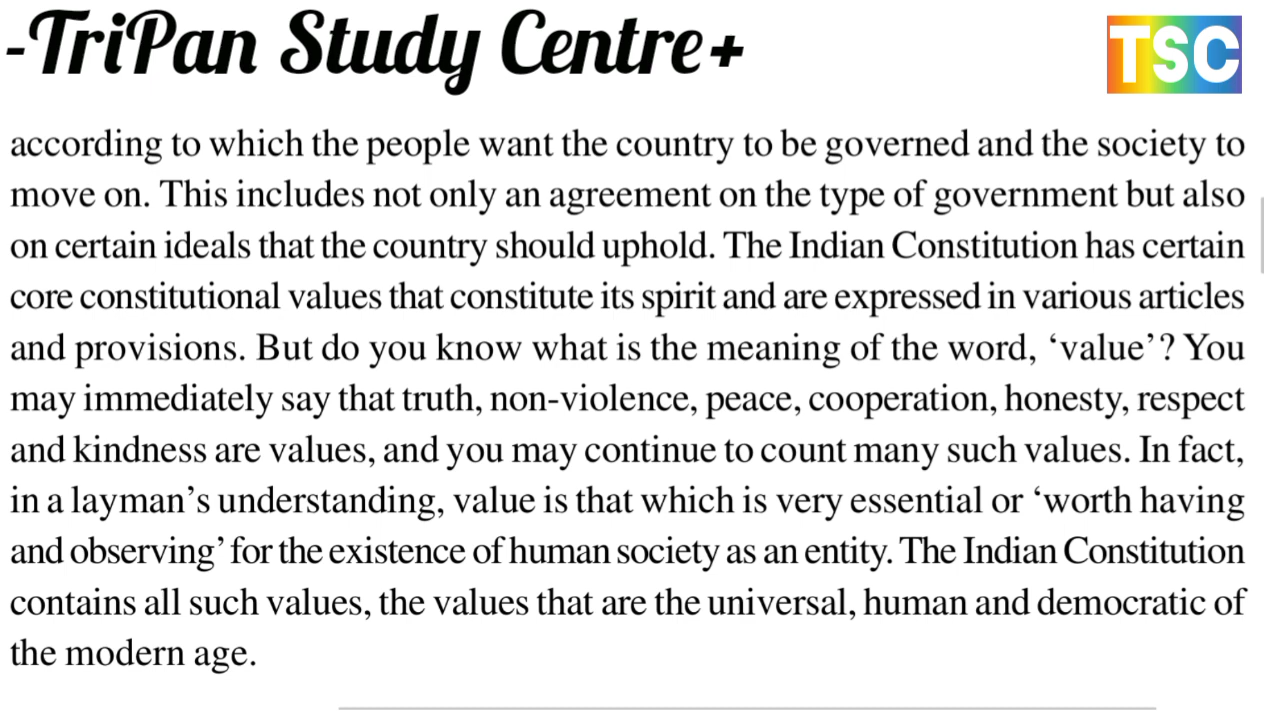 -TriPan Study Centre+
TSC
according to which the people want the country to be governed and the society to
move on. This includes not only an agreement on the type of government but also
on certain ideals that the country should uphold. The Indian Constitution has certain
core constitutional values that constitute its spirit and are expressed in various articles
and provisions. But do you know what is the meaning of the word, ‘value’? You
may immediately say that truth, non-violence, peace, cooperation, honesty, respect
and kindness are values, and you may continue to count many such values. In fact,
in a layman’s understanding, value is that which is very essential or ‘worth having
and observing’ for the existence of human society as an entity. The Indian Constitution
contains all such values, the values that are the universal, human and democratic of
the modern age.